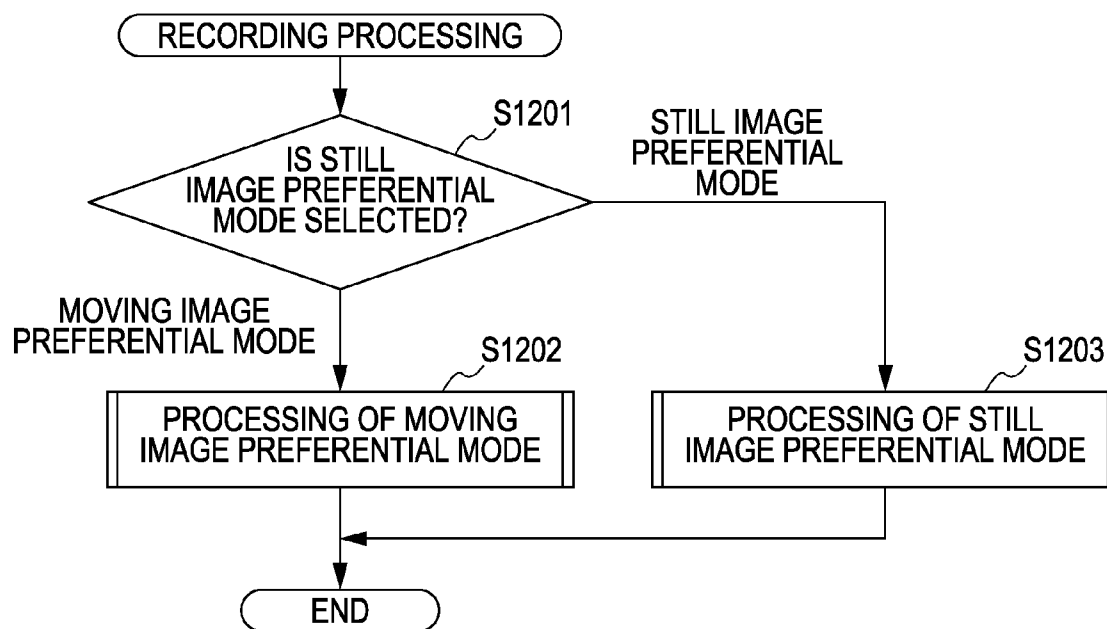 RECORDING PROCESSING
S1201
IS STILL
IMAGE PREFERENTIAL
MODE SELECTED?
STILL IMAGE
PREFERENTIAL
MODE
MOVING IMAGE
PREFERENTIAL MODE
S1202
PROCESSING OF MOVING
IMAGE PREFERENTIAL MODE
S1203
PROCESSING OF STILL
IMAGE PREFERENTIAL MODE
END